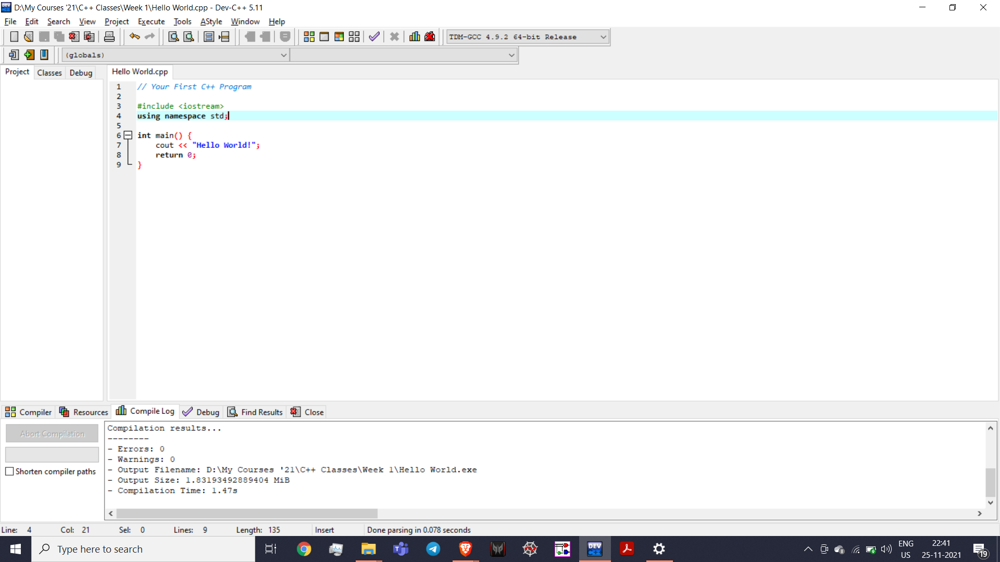 D:\My Courses '21\C++ Classes\Week 1\Hello World.cpp - Dev-C++ 5.11
File Edit Search View Project Execute Tools AStyle Window Help
TDM-GCC 4.9.2 64-bit Release
(globals)
Project Classes Debug
Hello World.cpp
1 // Your First C++ Program
2
3 #include <iostream>
4 using namespace std;
5
6 int main() {
7 cout << "Hello World!";
8 return 0;
9 }
Compiler Resources Compile Log Debug Find Results Close
Abort Compilation
Shorten compiler paths
Compilation results...
--------
- Errors: 0
- Warnings: 0
- Output Filename: D:\My Courses '21\C++ Classes\Week 1\Hello World.exe
- Output Size: 1.83193492889404 MiB
- Compilation Time: 1.47s
Line: 4 Col: 21 Sel: 0 Lines: 9 Length: 135 Insert Done parsing in 0.078 seconds
Type here to search
DEV
ENG
US
22:41
25-11-2021
19